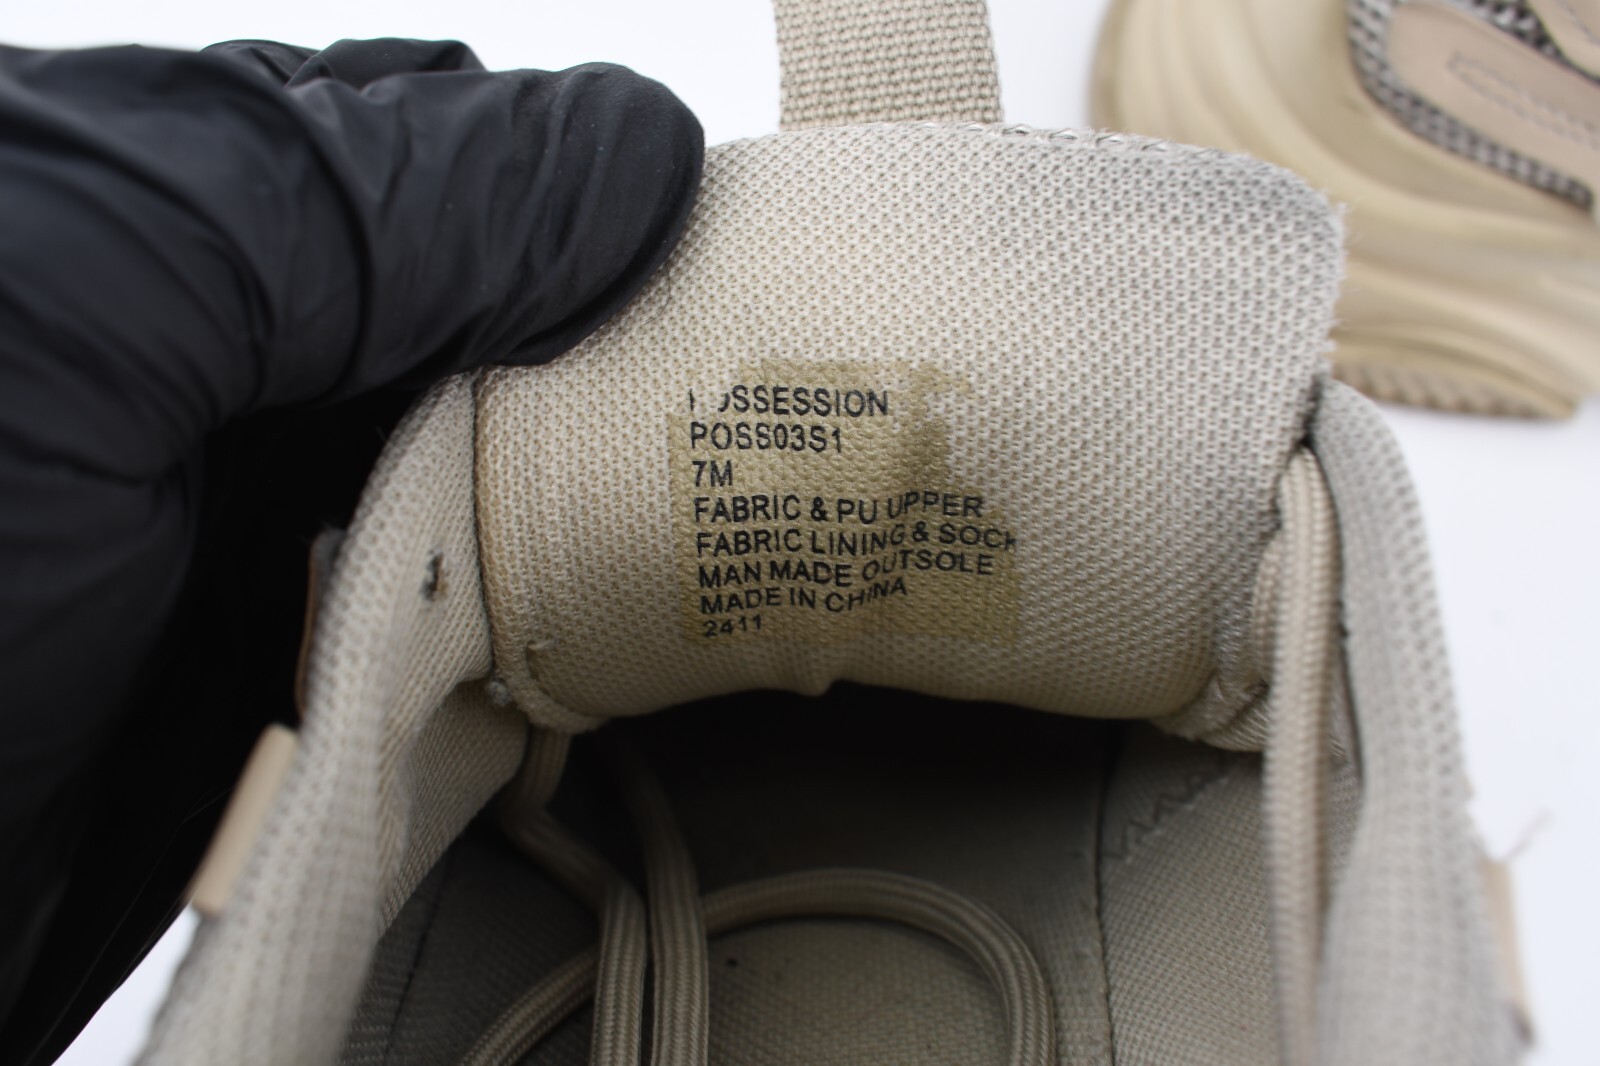 POSSESSION
POSS03S1
7M
FABRIC & PU UPPER
FABRIC LINING & SOCK
MAN MADE OUTSOLE
MADE IN CHINA
2411